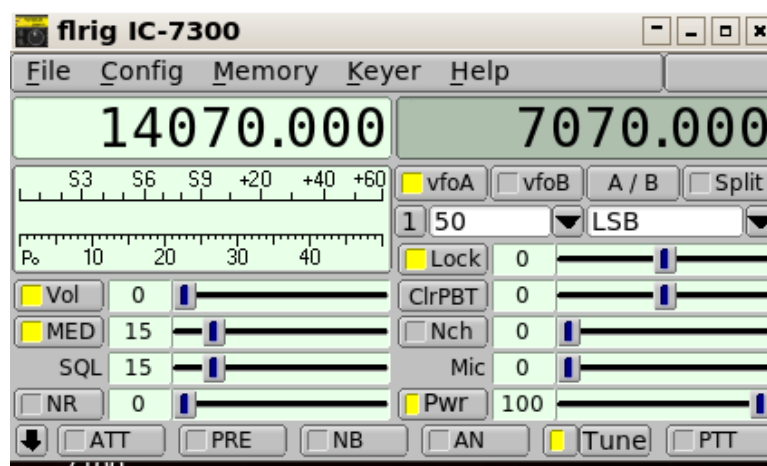 flrig IC-7300
File Config Memory Keyer Help
14070.000 7070.000
S3 S6 S9 +20 +40 +60 vfoA vfoB A / B Split
1 50 LSB
Po 10 20 30 40 Lock 0
Vol 0 ClrPBT 0
MED 15 Nch 0
SQL 15 Mic 0
NR 0 Pwr 100
ATT PRE NB AN Tune PTT